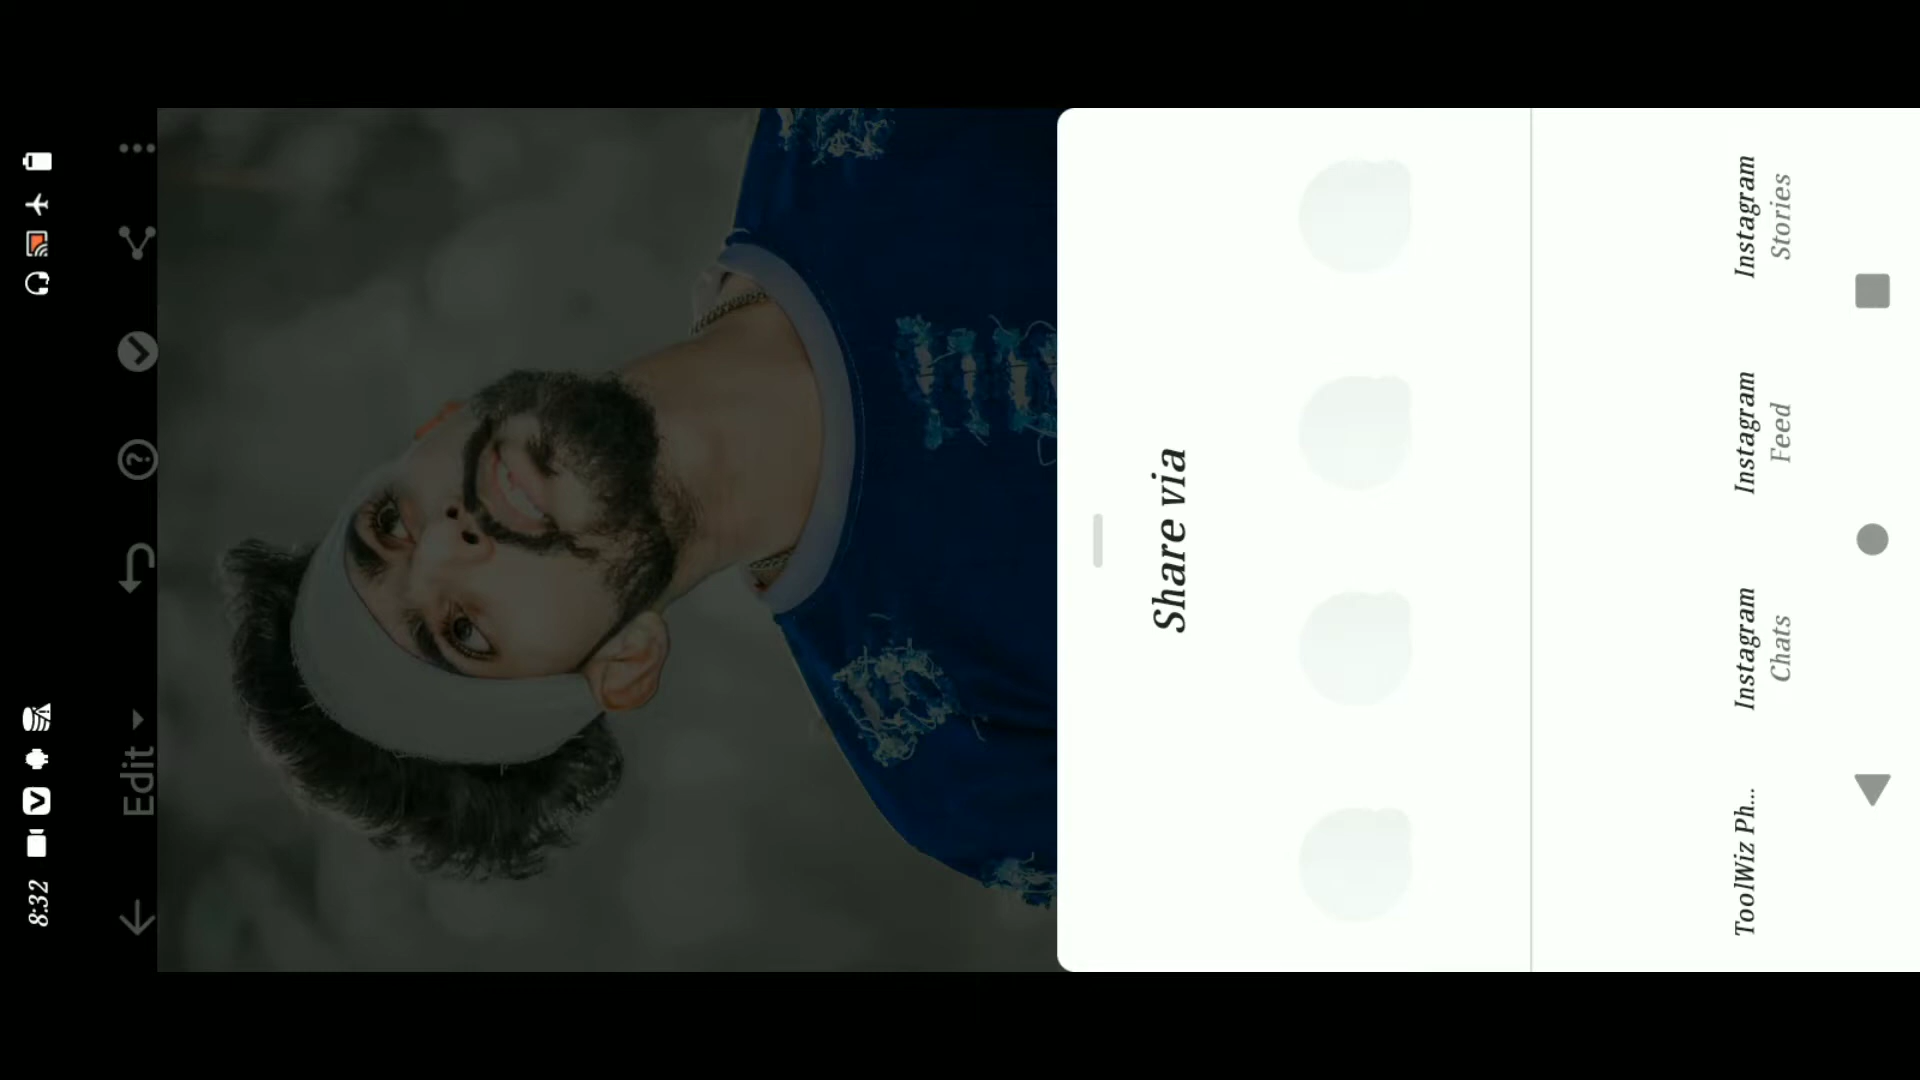 8:32
Edit
Share via
ToolWiz Ph...
Instagram
Chats
Instagram
Feed
Instagram
Stories